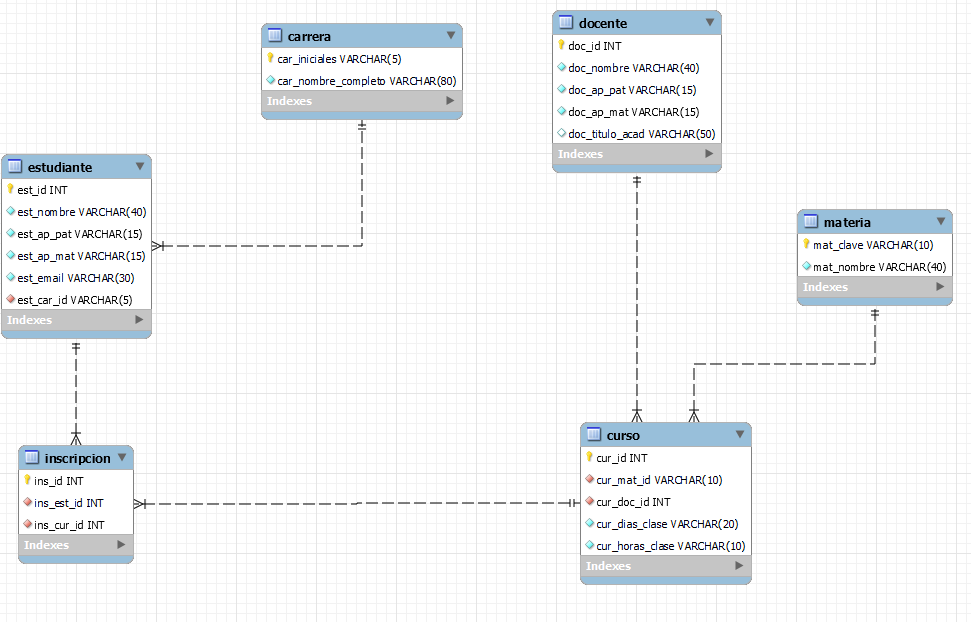 carrera
car_iniciales VARCHAR(5)
car_nombre_completo VARCHAR(80)
Indexes
docente
doc_id INT
doc_nombre VARCHAR(40)
doc_ap_pat VARCHAR(15)
doc_ap_mat VARCHAR(15)
doc_titulo_acad VARCHAR(50)
Indexes
estudiante
est_id INT
est_nombre VARCHAR(40)
est_ap_pat VARCHAR(15)
est_ap_mat VARCHAR(15)
est_email VARCHAR(30)
est_car_id VARCHAR(5)
Indexes
materia
mat_clave VARCHAR(10)
mat_nombre VARCHAR(40)
Indexes
inscripcion
ins_id INT
ins_est_id INT
ins_cur_id INT
Indexes
curso
cur_id INT
cur_mat_id VARCHAR(10)
cur_doc_id INT
cur_dias_clase VARCHAR(20)
cur_horas_clase VARCHAR(10)
Indexes